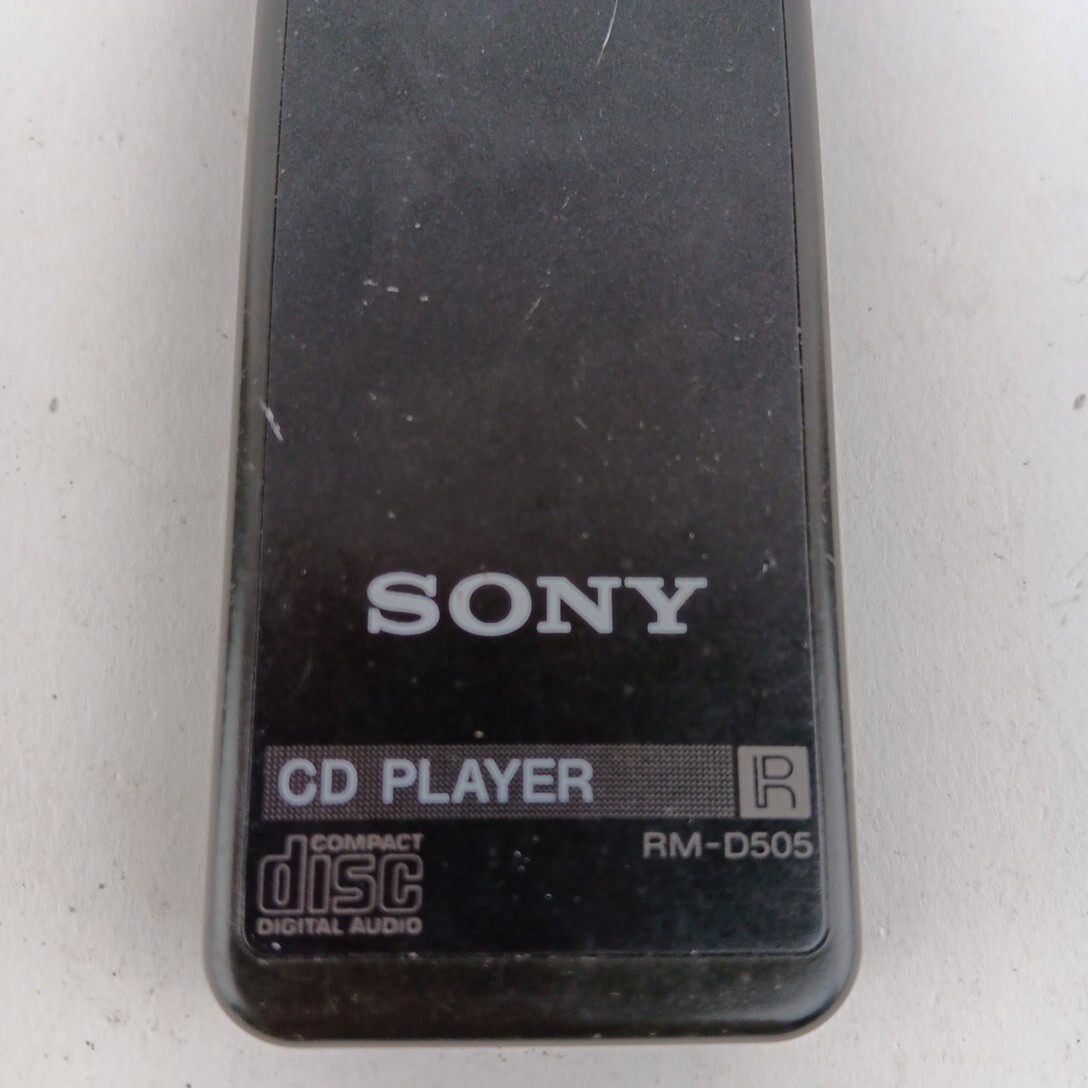 SONY
CD PLAYER R
RM-D505
COMPACT
disc
DIGITAL AUDIO